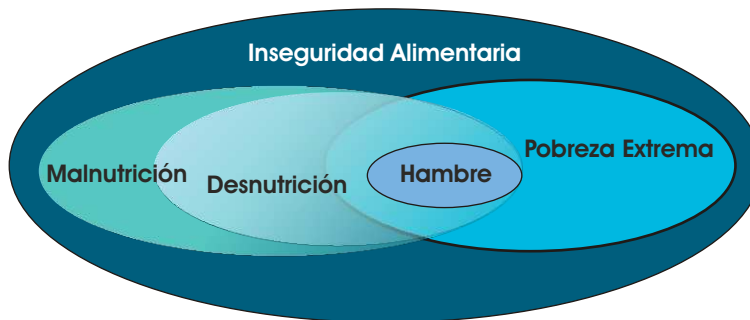 Inseguridad Alimentaria
Malnutrición
Desnutrición
Hambre
Pobreza Extrema